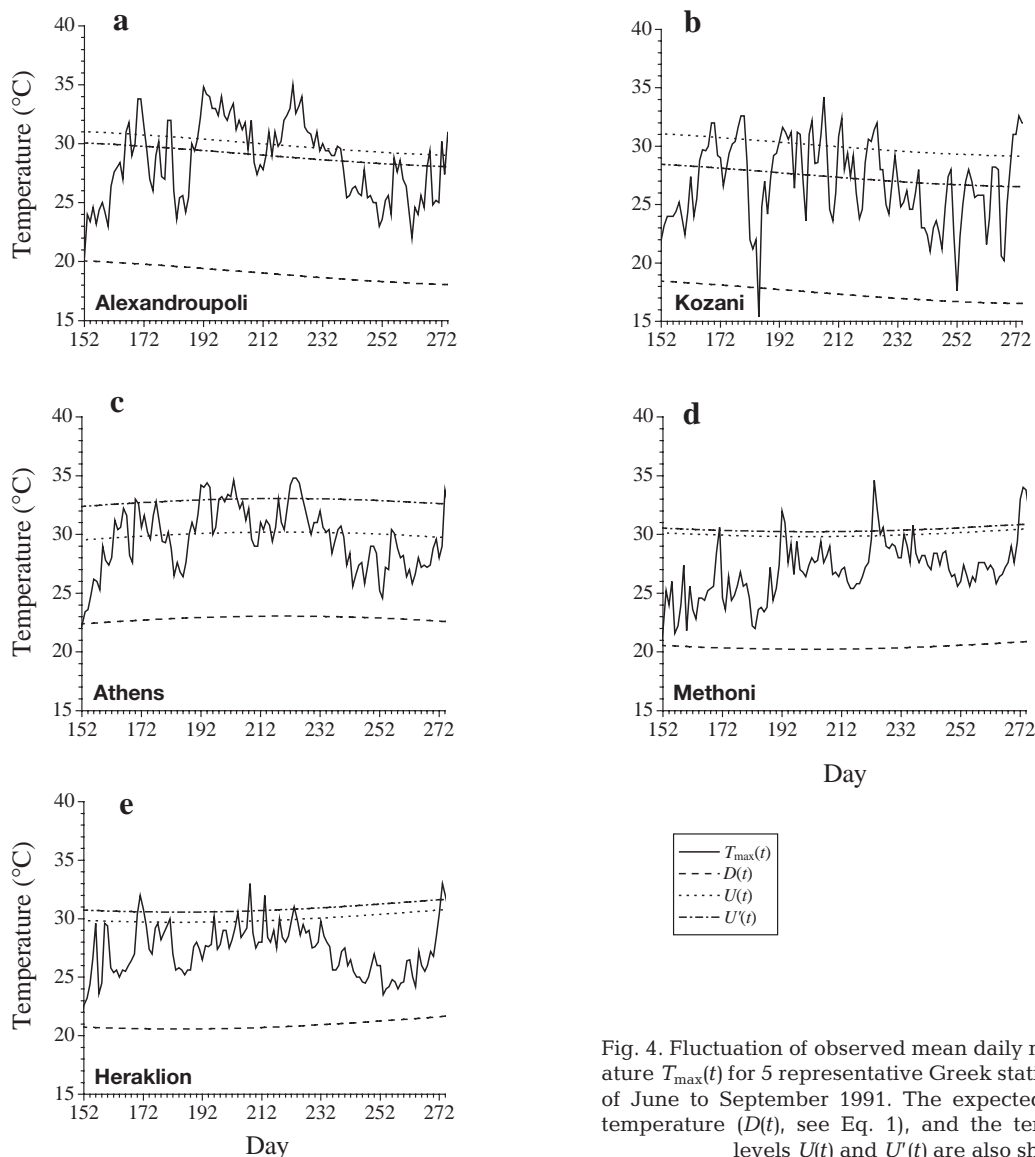 a
Temperature (°C)
40
35
30
25
20
15
Alexandroupoli
152 172 192 212 232 252 272
b
40
35
30
25
20
15
Kozani
152 172 192 212 232 252 272
c
Temperature (°C)
40
35
30
25
20
15
Athens
152 172 192 212 232 252 272
d
40
35
30
25
20
15
Methoni
152 172 192 212 232 252 272
Day
e
Temperature (°C)
40
35
30
25
20
15
Heraklion
152 172 192 212 232 252 272
Day
Tmax(t)
D(t)
U(t)
U'(t)
Fig. 4. Fluctuation of observed mean daily
ature Tmax(t) for 5 representative Greek
of June to September 1991. The expected
temperature (D(t), see Eq. 1), and the
levels U(t) and U'(t) are also